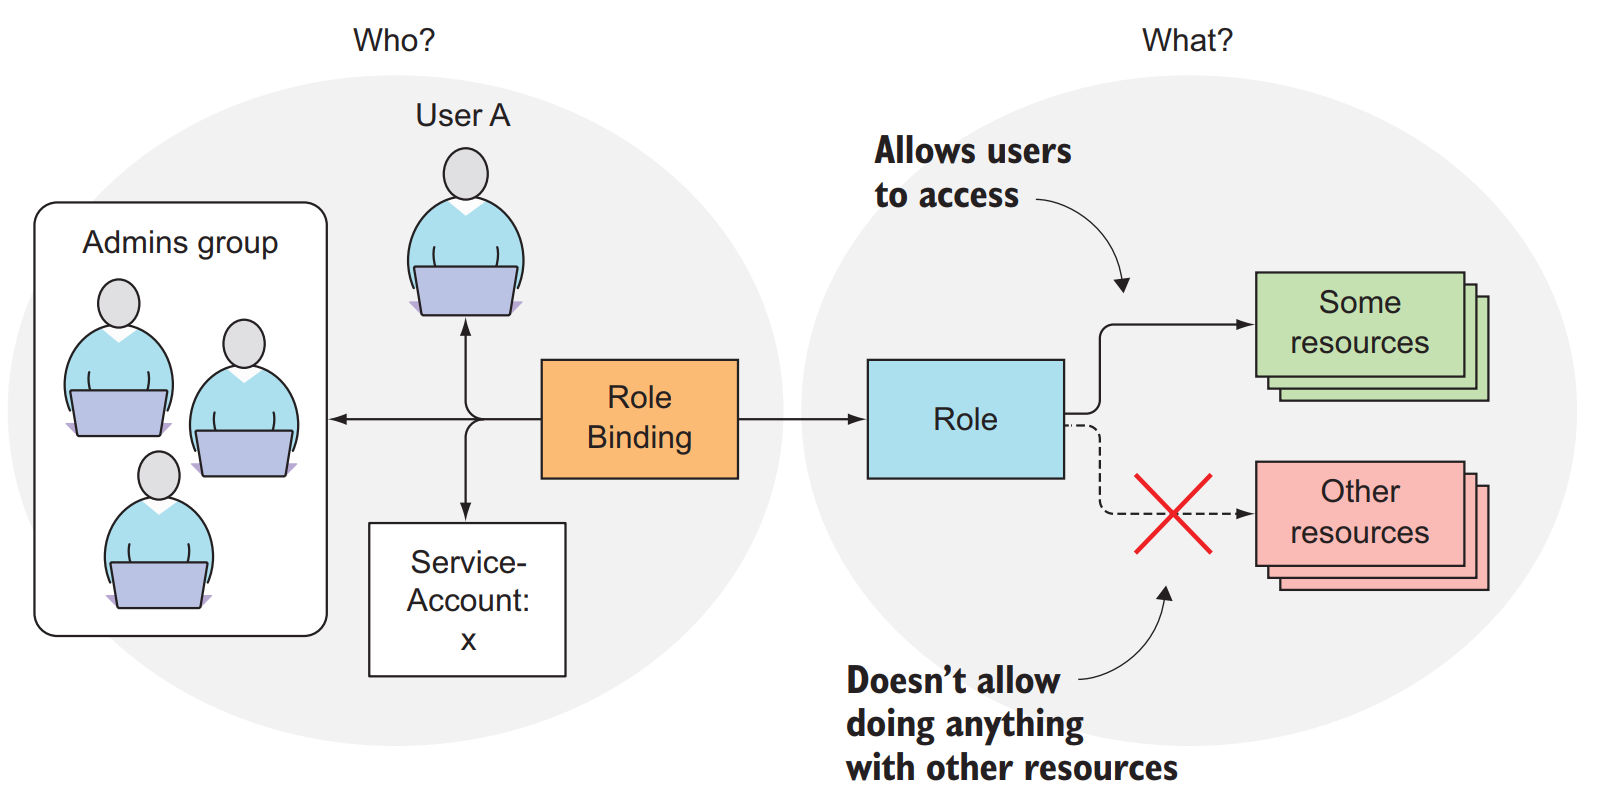 Who?
What?
User A
Allows users
to access
Admins group
Some
resources
Role
Binding
Role
Other
resources
Service-
Account:
x
Doesn't allow
doing anything
with other resources